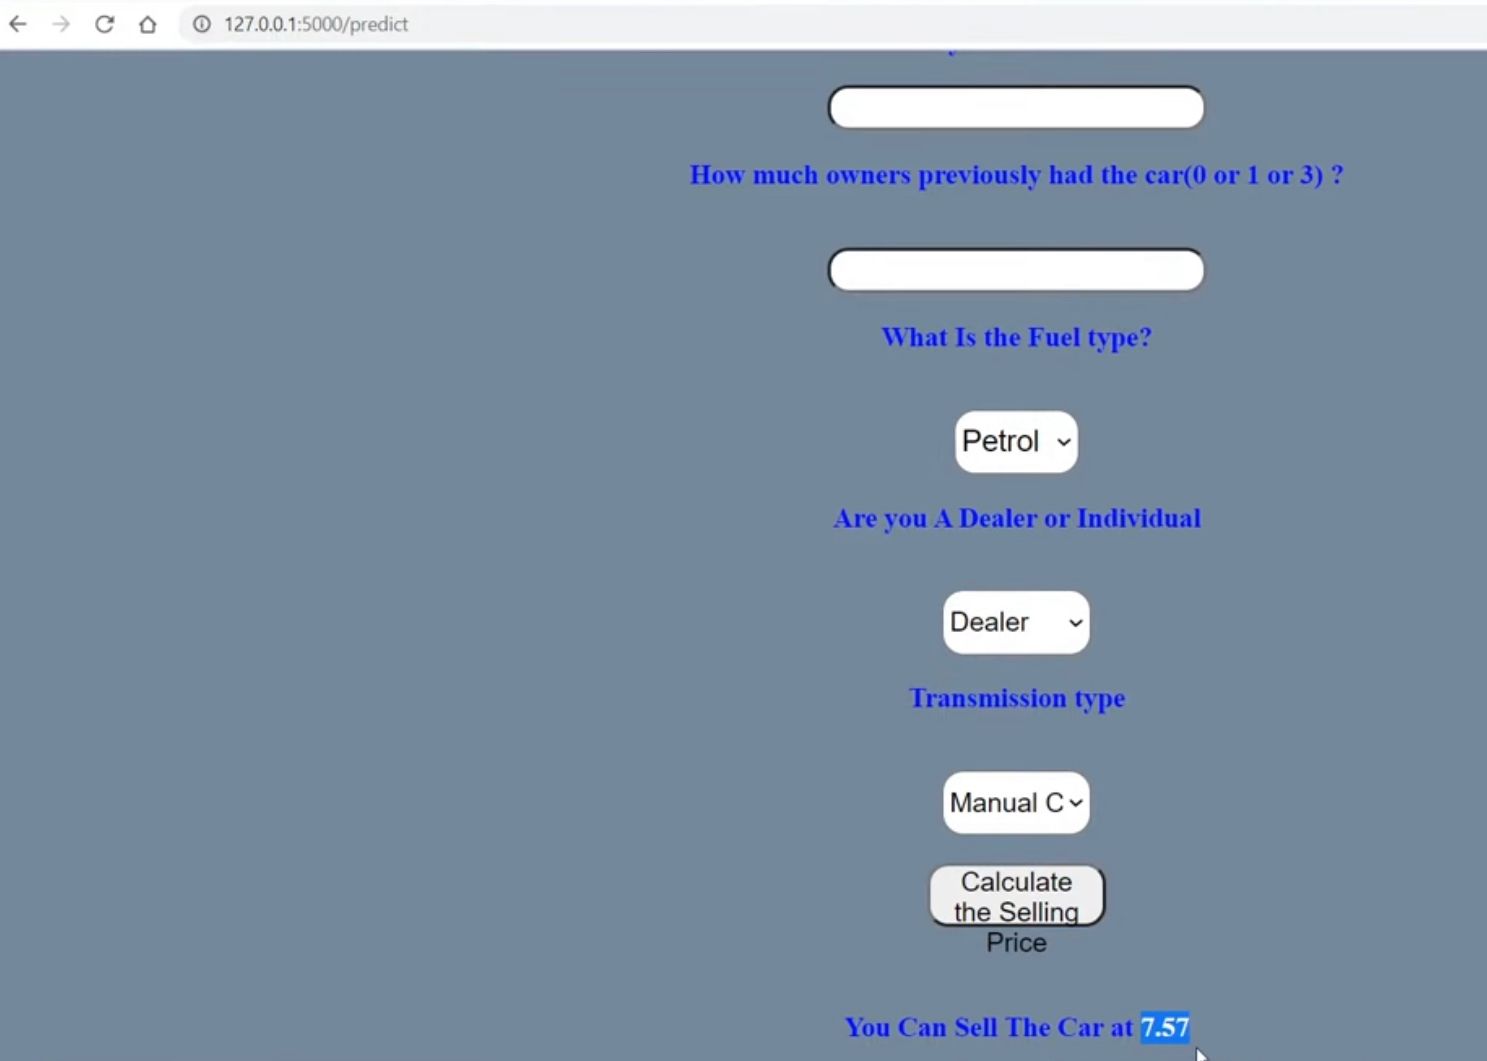 127.0.0.1:5000/predict
How much owners previously had the car(0 or 1 or 3) ?
What Is the Fuel type?
Petrol
Are you A Dealer or Individual
Dealer
Transmission type
Manual C
Calculate
the Selling
Price
You Can Sell The Car at 7.57